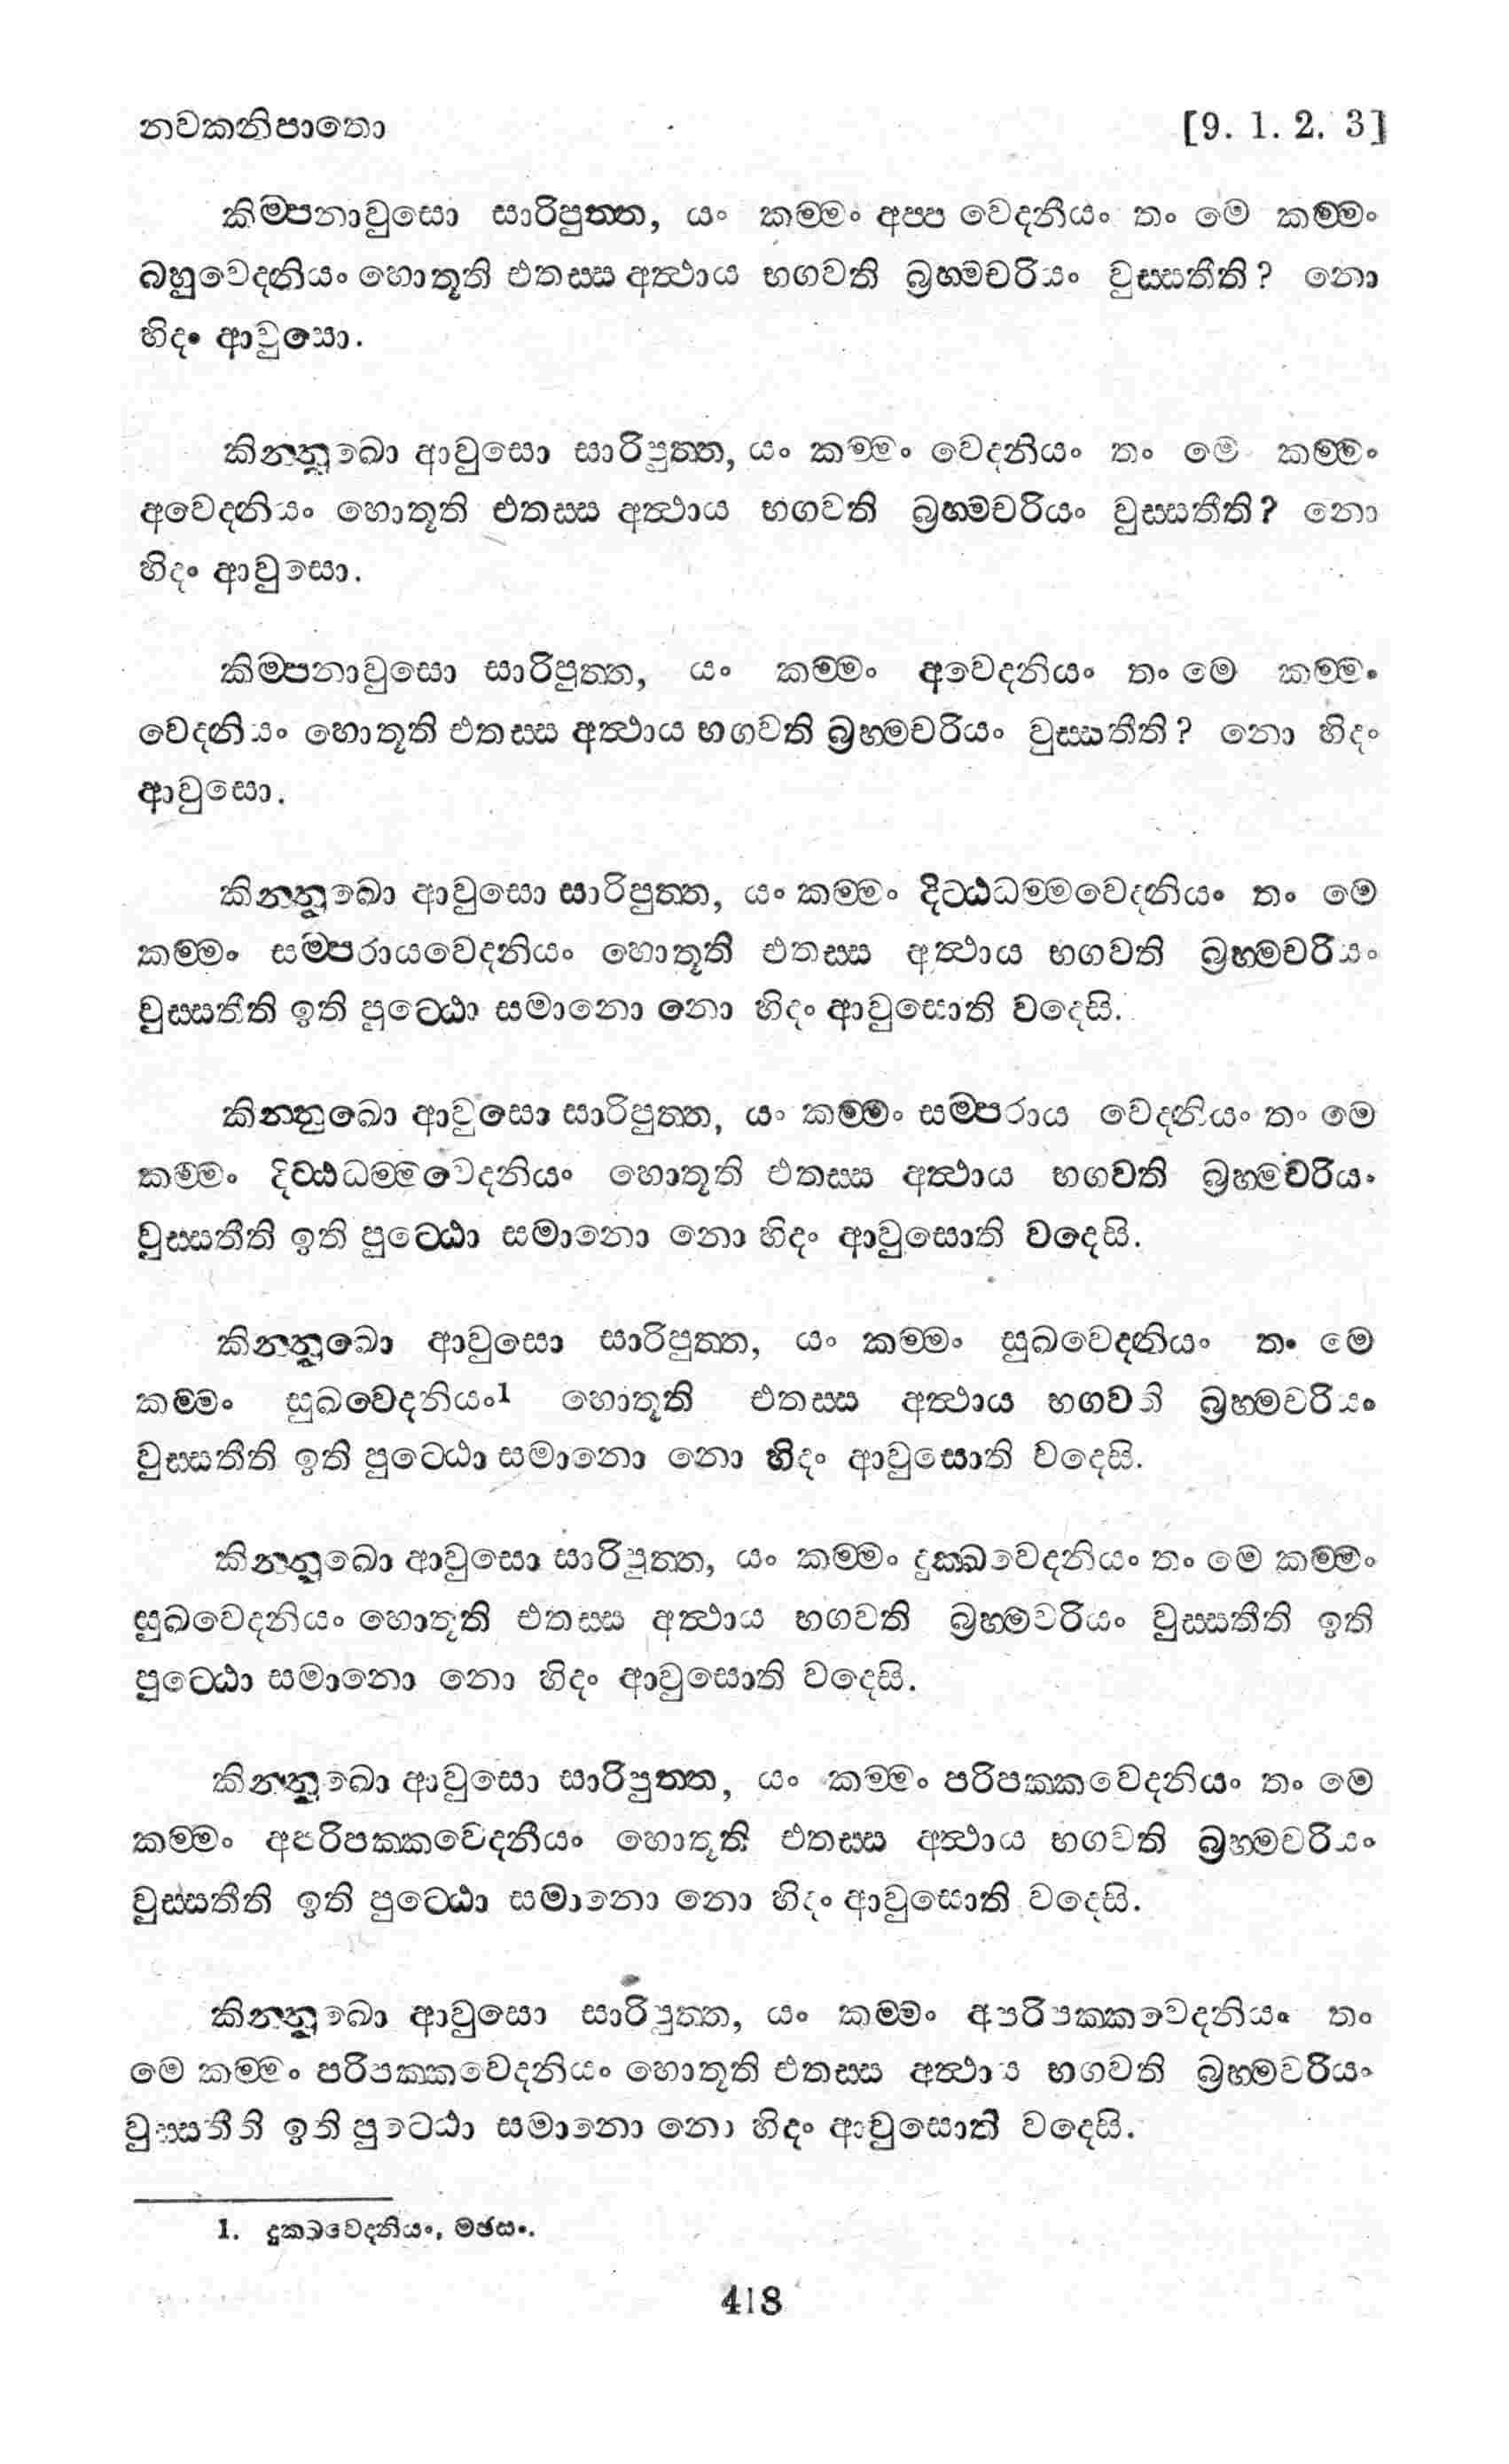 නවකනිපාතො [9. 1. 2. 3]
කිම්පනාවුසො සාරිපුත්ත, යං කම්මං අප්ප වෙදනීයං තං මෙ කම්මං
බහුවෙදනියං හොතූති එතස්ස අත්ථාය භගවති බ්‍රහ්මචරියං වුස්සතීති? නො
හිදං ආවුසො.
කින්නුඛො ආවුසො සාරිපුත්ත, යං කම්මං වෙදනියං තං මෙ කම්මං
අවෙදනියං හොතූති එතස්ස අත්ථාය භගවති බ්‍රහ්මචරියං වුස්සතීති? නො
හිදං ආවුසො.
කිම්පනාවුසො සාරිපුත්ත, යං කම්මං අවෙදනියං තං මෙ කම්මං
වෙදනියං හොතූති එතස්ස අත්ථාය භගවති බ්‍රහ්මචරියං වුස්සතීති? නො හිදං
ආවුසො.
කින්නුඛො ආවුසො සාරිපුත්ත, යං කම්මං දිට්ඨධම්මවෙදනියං තං මෙ
කම්මං සම්පරායවෙදනියං හොතූති එතස්ස අත්ථාය භගවති බ්‍රහ්මචරියං
වුස්සතීති ඉති පුට්ඨො සමානො නො හිදං ආවුසොති වදෙසි.
කින්නුඛො ආවුසො සාරිපුත්ත, යං කම්මං සම්පරාය වෙදනියං තං මෙ
කම්මං දිට්ඨධම්මවෙදනියං හොතූති එතස්ස අත්ථාය භගවති බ්‍රහ්මචරියං
වුස්සතීති ඉති පුට්ඨො සමානො නො හිදං ආවුසොති වදෙසි.
කින්නුඛො ආවුසො සාරිපුත්ත, යං කම්මං සුඛවෙදනියං තං මෙ
කම්මං සුඛවෙදනියං¹ හොතූති එතස්ස අත්ථාය භගවති බ්‍රහ්මචරියං
වුස්සතීති ඉති පුට්ඨො සමානො නො හිදං ආවුසොති වදෙසි.
කින්නුඛො ආවුසො සාරිපුත්ත, යං කම්මං දුක්ඛවෙදනියං තං මෙ කම්මං
සුඛවෙදනියං හොතූති එතස්ස අත්ථාය භගවති බ්‍රහ්මචරියං වුස්සතීති ඉති
පුට්ඨො සමානො නො හිදං ආවුසොති වදෙසි.
කින්නුඛො ආවුසො සාරිපුත්ත, යං කම්මං පරිපක්කවෙදනියං තං මෙ
කම්මං අපරිපක්කවෙදනීයං හොතූති එතස්ස අත්ථාය භගවති බ්‍රහ්මචරියං
වුස්සතීති ඉති පුට්ඨො සමානො නො හිදං ආවුසොති වදෙසි.
කින්නුඛො ආවුසො සාරිපුත්ත, යං කම්මං අපරිපක්කවෙදනියං තං
මෙ කම්මං පරිපක්කවෙදනියං හොතූති එතස්ස අත්ථාය භගවති බ්‍රහ්මචරියං
වුස්සතීති ඉති පුට්ඨො සමානො නො හිදං ආවුසොති වදෙසි.
1. දුක්ඛවෙදනියං, මඡසං.
418